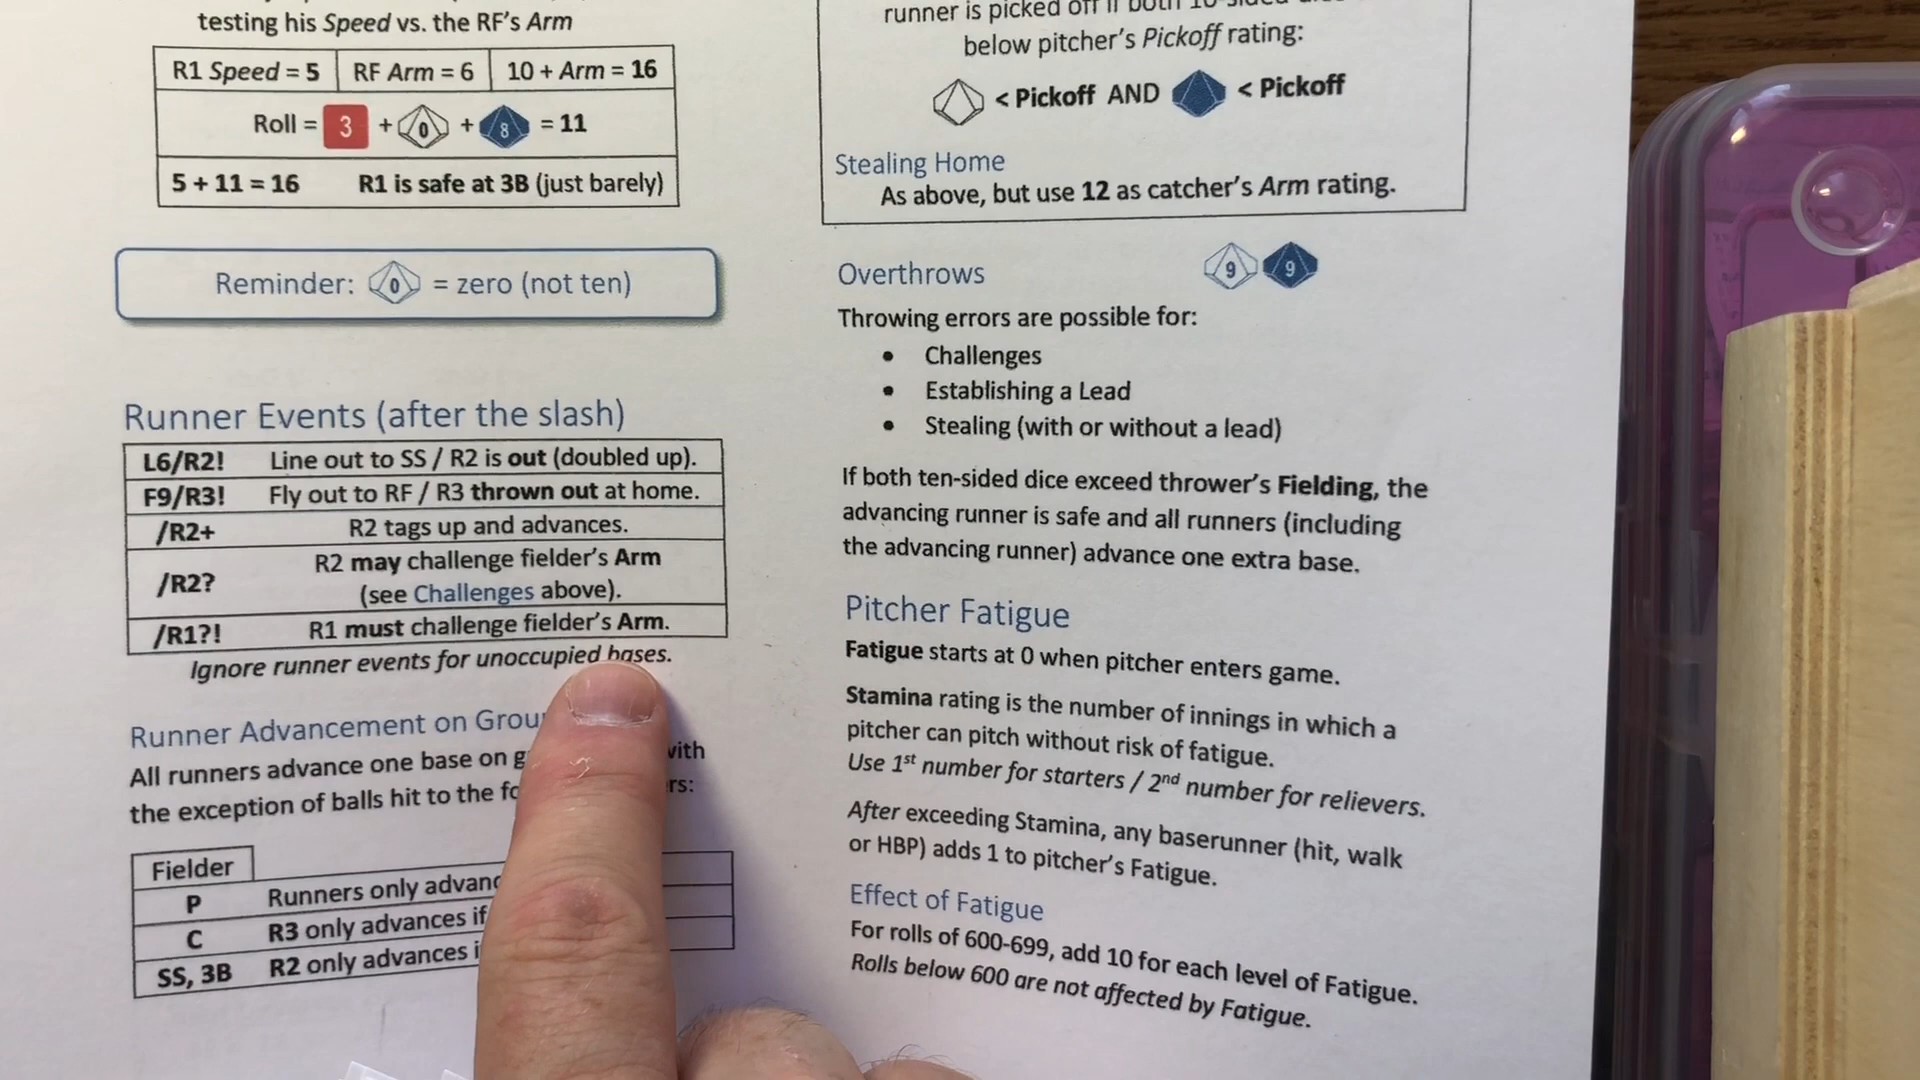 testing his Speed vs. the RF's Arm
R1 Speed = 5 RF Arm = 6 10 + Arm = 16
Roll = 3 + 0 + 8 = 11
5 + 11 = 16 R1 is safe at 3B (just barely)
Reminder: 0 = zero (not ten)
Runner Events (after the slash)
L6/R2! Line out to SS / R2 is out (doubled up).
F9/R3! Fly out to RF / R3 thrown out at home.
/R2+ R2 tags up and advances.
/R2? R2 may challenge fielder's Arm
(see Challenges above).
/R1?! R1 must challenge fielder's Arm.
Ignore runner events for unoccupied bases.
Runner Advancement on
All runners advance one base on with
the exception of balls hit to the
Fielder
P Runners only
C R3 only advances if
SS, 3B R2 only advances
runner is picked off if both
below pitcher's Pickoff rating:
< Pickoff AND < Pickoff
Stealing Home
As above, but use 12 as catcher's Arm rating.
Overthrows 9 9
Throwing errors are possible for:
• Challenges
• Establishing a Lead
• Stealing (with or without a lead)
If both ten-sided dice exceed thrower's Fielding, the
advancing runner is safe and all runners (including
the advancing runner) advance one extra base.
Pitcher Fatigue
Fatigue starts at 0 when pitcher enters game.
Stamina rating is the number of innings in which a
pitcher can pitch without risk of fatigue.
Use 1st number for starters / 2nd number for relievers.
After exceeding Stamina, any baserunner (hit, walk
or HBP) adds 1 to pitcher's Fatigue.
Effect of Fatigue
For rolls of 600-699, add 10 for each level of Fatigue.
Rolls below 600 are not affected by Fatigue.